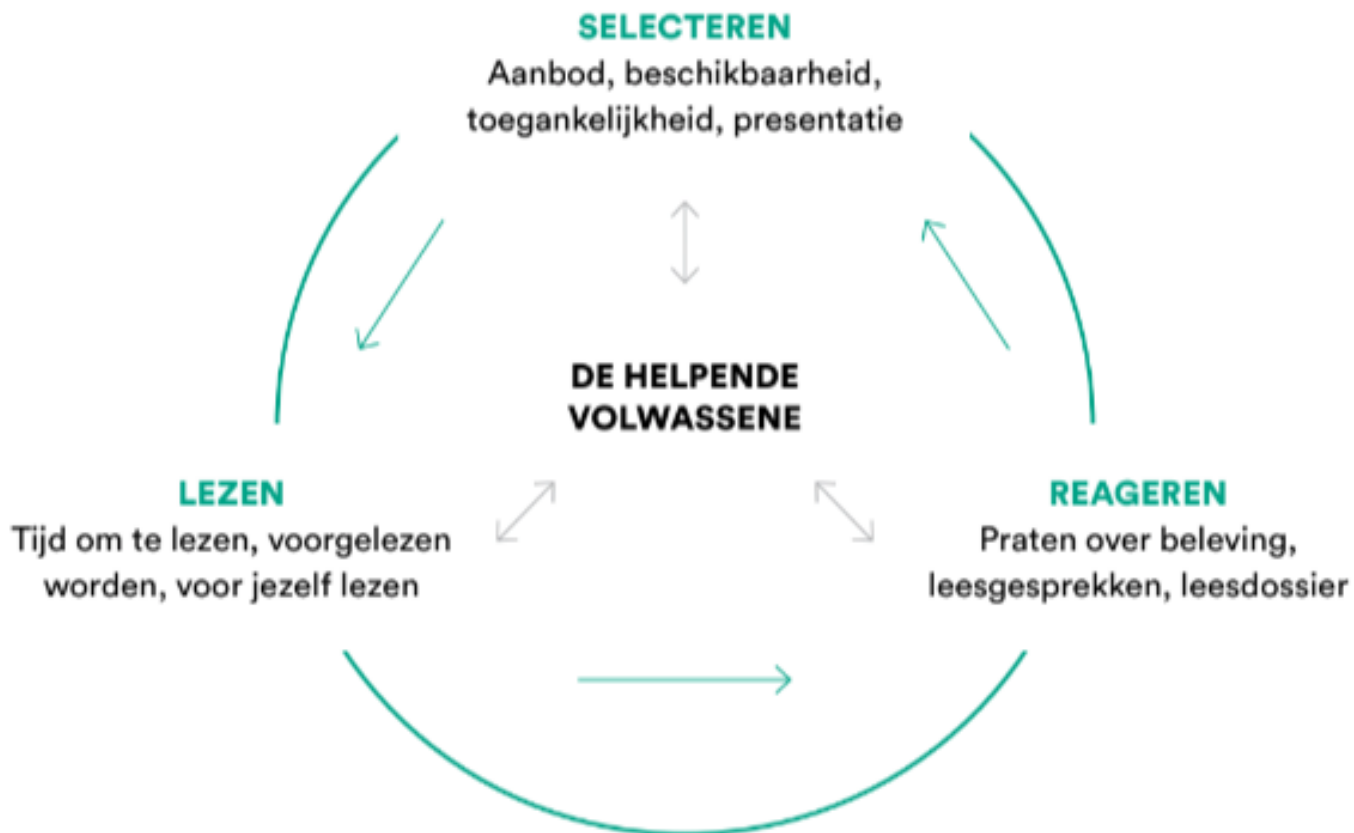 SELECTEREN
Aanbod, beschikbaarheid,
toegankelijkheid, presentatie
DE HELPENDE
VOLWASSENE
LEZEN
Tijd om te lezen, voorgelezen
worden, voor jezelf lezen
REAGEREN
Praten over beleving,
leesgesprekken, leesdossier